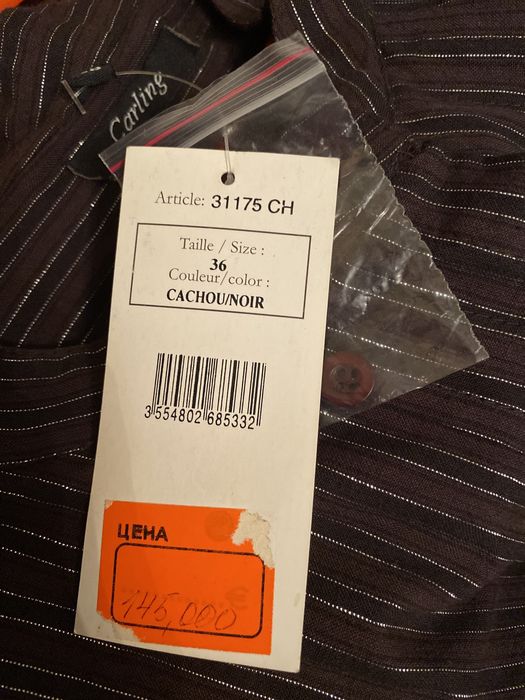 Carling
Article: 31175 CH
Taille / Size :
36
Couleur/color :
CACHOU/NOIR
3 554802 685332
ЦЕНА
145,000